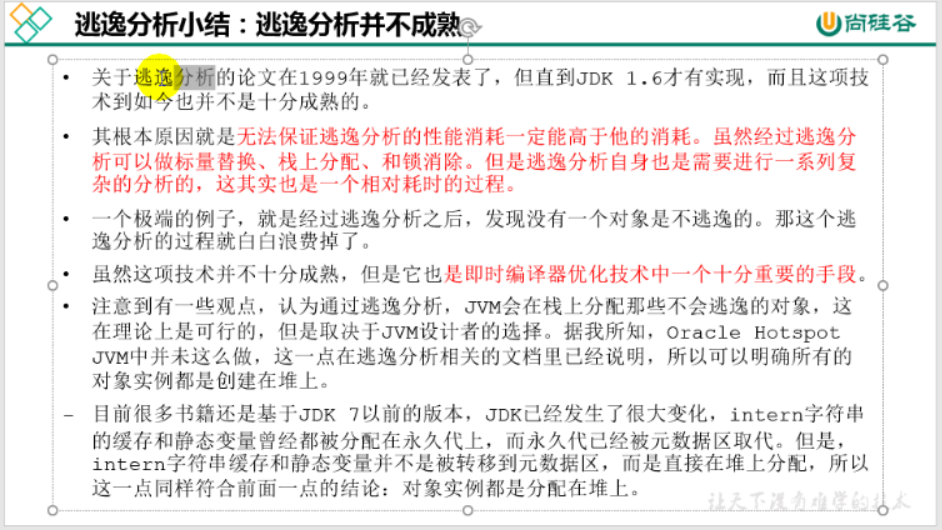 逃逸分析小结：逃逸分析并不成熟
尚硅谷
• 关于逃逸分析的论文在1999年就已经发表了，但直到JDK 1.6才有实现，而且这项技
术到如今也并不是十分成熟的。
• 其根本原因就是无法保证逃逸分析的性能消耗一定能高于他的消耗。虽然经过逃逸分
析可以做标量替换、栈上分配、和锁消除。但是逃逸分析自身也是需要进行一系列复
杂的分析的，这其实也是一个相对耗时的过程。
• 一个极端的例子，就是经过逃逸分析之后，发现没有一个对象是不逃逸的。那这个逃
逸分析的过程就白白浪费掉了。
• 虽然这项技术并不十分成熟，但是它也是即时编译器优化技术中一个十分重要的手段。
• 注意到有一些观点，认为通过逃逸分析，JVM会在栈上分配那些不会逃逸的对象，这
在理论上是可行的，但是取决于JVM设计者的选择。据我所知，Oracle Hotspot
JVM中并未这么做，这一点在逃逸分析相关的文档里已经说明，所以可以明确所有的
对象实例都是创建在堆上。
– 目前很多书籍还是基于JDK 7以前的版本，JDK已经发生了很大变化，intern字符串
的缓存和静态变量曾经都被分配在永久代上，而永久代已经被元数据区取代。但是，
intern字符串缓存和静态变量并不是被转移到元数据区，而是直接在堆上分配，所以
这一点同样符合前面一点的结论：对象实例都是分配在堆上。
让天下没有难学的技术